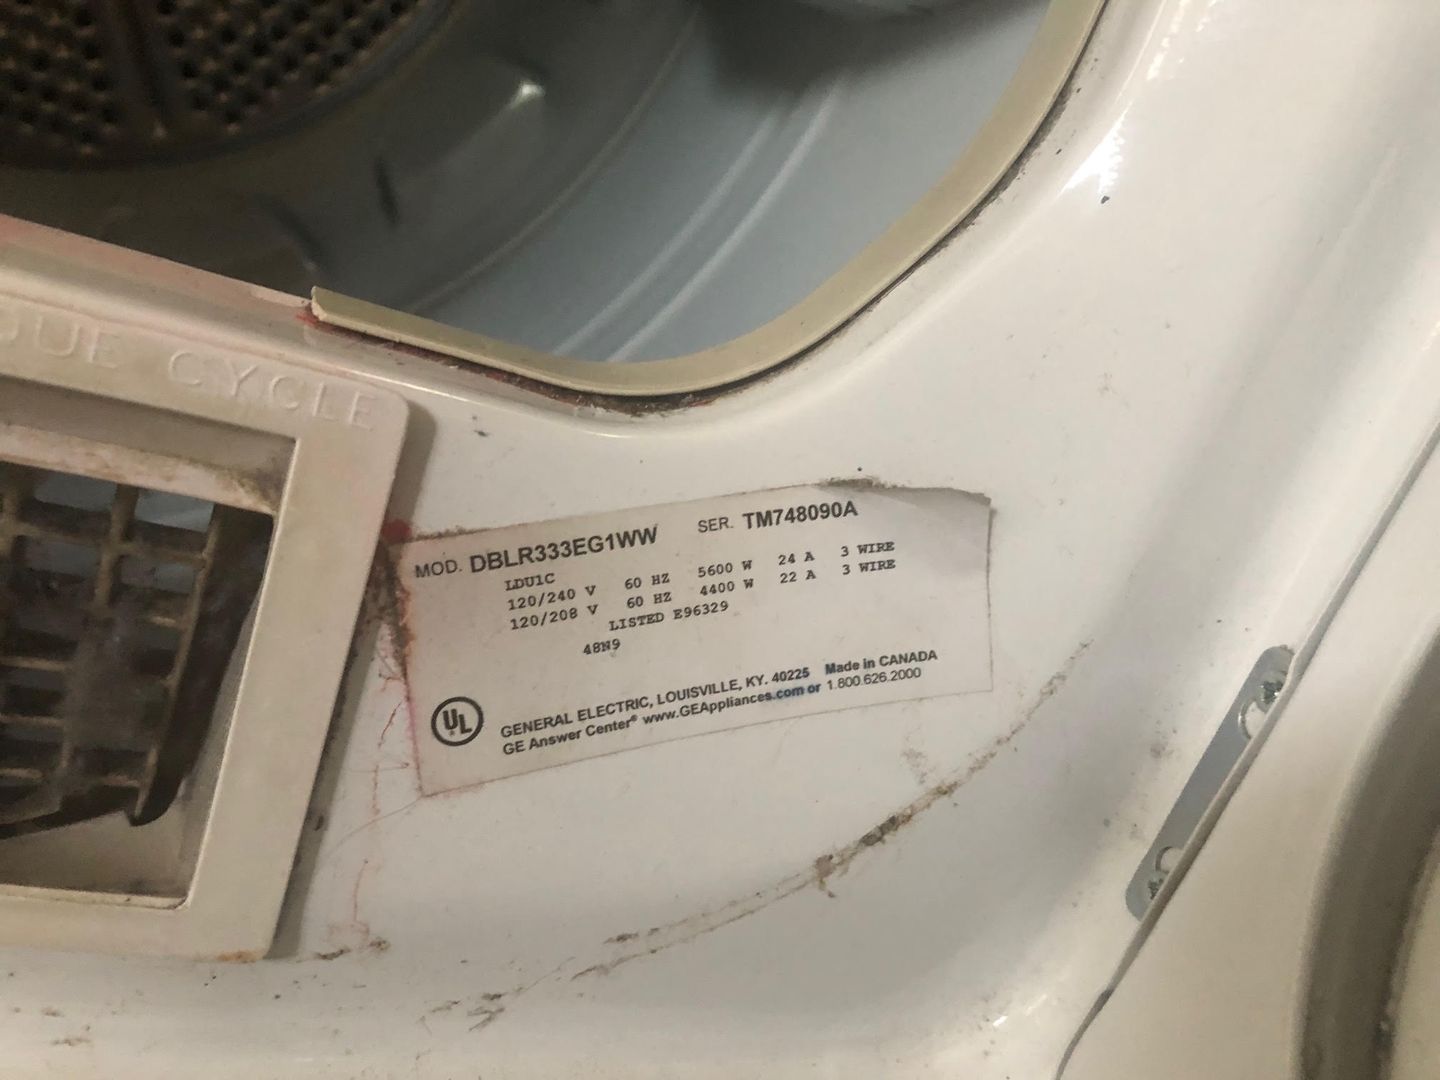 QUE CYCLE
MOD. DBLR333EG1WW SER. TM748090A
LDU1C
120/240 V 60 HZ 5600 W 24 A 3 WIRE
120/208 V 60 HZ 4400 W 22 A 3 WIRE
LISTED E96329
48N9
UL
GENERAL ELECTRIC, LOUISVILLE, KY. 40225 Made in CANADA
GE Answer Center® www.GEAppliances.com or 1.800.626.2000